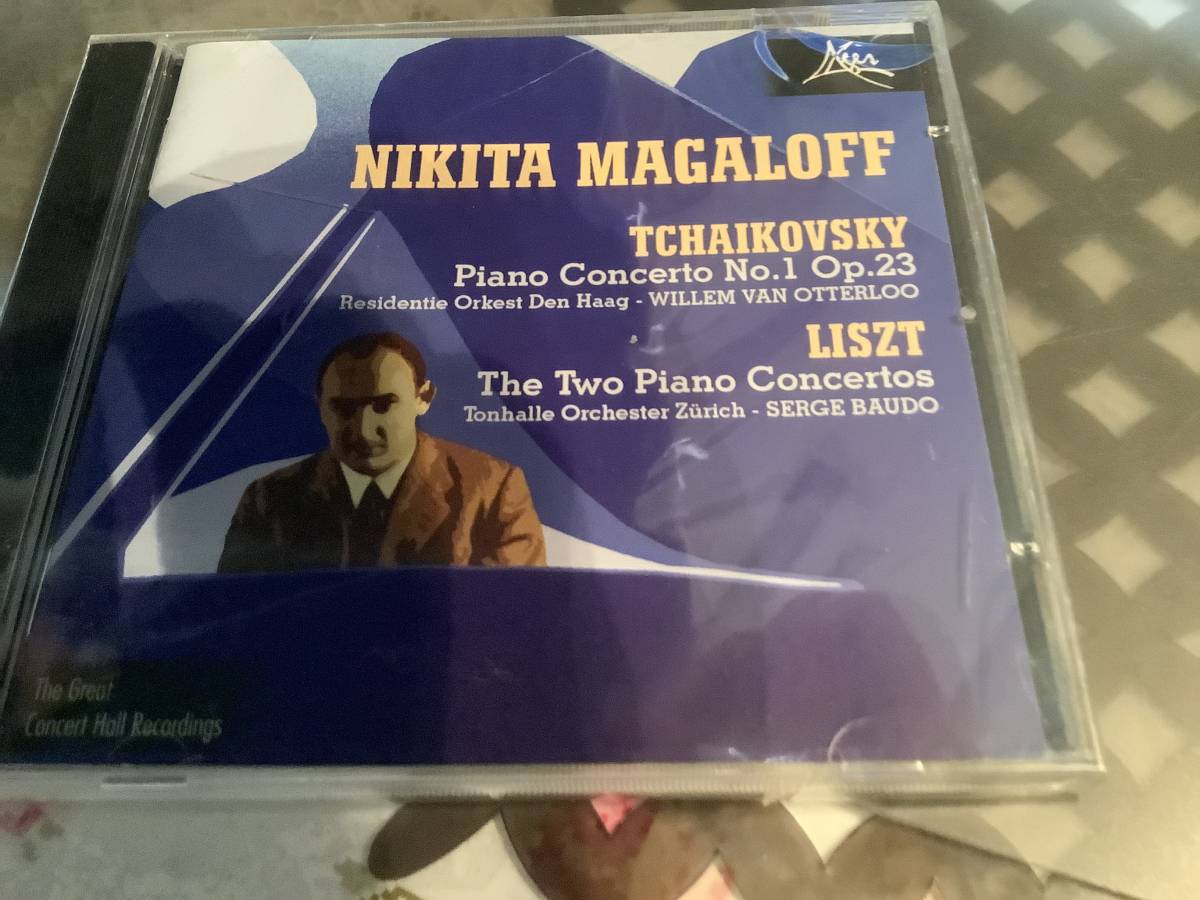 NIKITA MAGALOFF
TCHAIKOVSKY
Piano Concerto No.1 Op.23
Residentie Orkest Den Haag - WILLEM VAN OTTERLOO
LISZT
The Two Piano Concertos
Tonhalle Orchester Zürich - SERGE BAUDO
The Great
Concert Hall Recordings